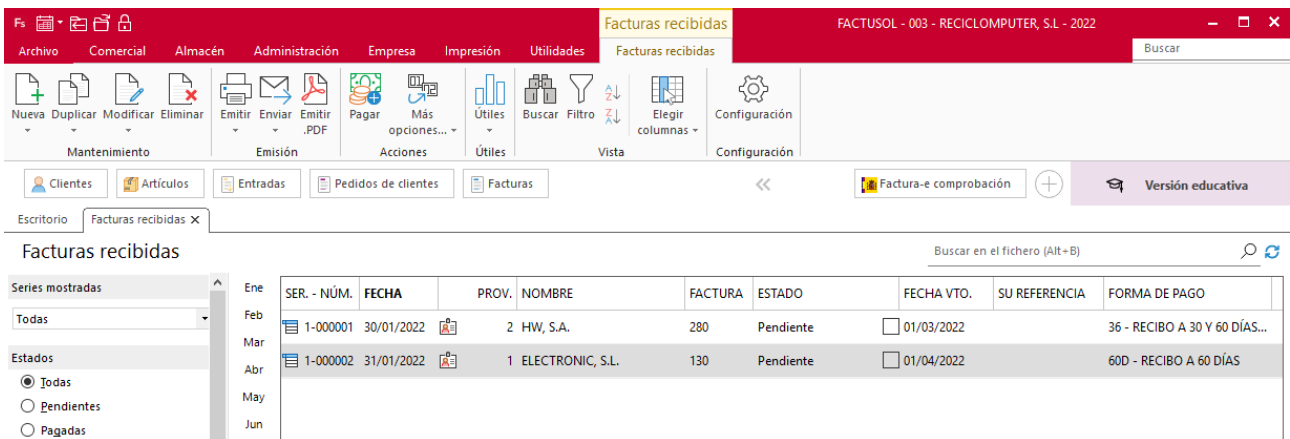 Fs Facturas recibidas FACTUSOL - 003 - RECICLOMPUTER, S.L - 2022
Archivo Comercial Almacén Administración Empresa Impresión Utilidades Facturas recibidas Buscar
Nueva Duplicar Modificar Eliminar Emitir Enviar Emitir .PDF Pagar Más opciones... Útiles Buscar Filtro Elegir columnas Configuración
Mantenimiento Emisión Acciones Útiles Vista Configuración
Clientes Artículos Entradas Pedidos de clientes Facturas Factura-e comprobación Versión educativa
Escritorio Facturas recibidas
Facturas recibidas Buscar en el fichero (Alt+B)
Series mostradas Ene SER. - NÚM. FECHA PROV. NOMBRE FACTURA ESTADO FECHA VTO. SU REFERENCIA FORMA DE PAGO
Todas Feb 1-000001 30/01/2022 2 HW, S.A. 280 Pendiente 01/03/2022 36 - RECIBO A 30 Y 60 DÍAS...
Mar
Estados Abr 1-000002 31/01/2022 1 ELECTRONIC, S.L. 130 Pendiente 01/04/2022 60D - RECIBO A 60 DÍAS
Todas
Pendientes May
Pagadas Jun